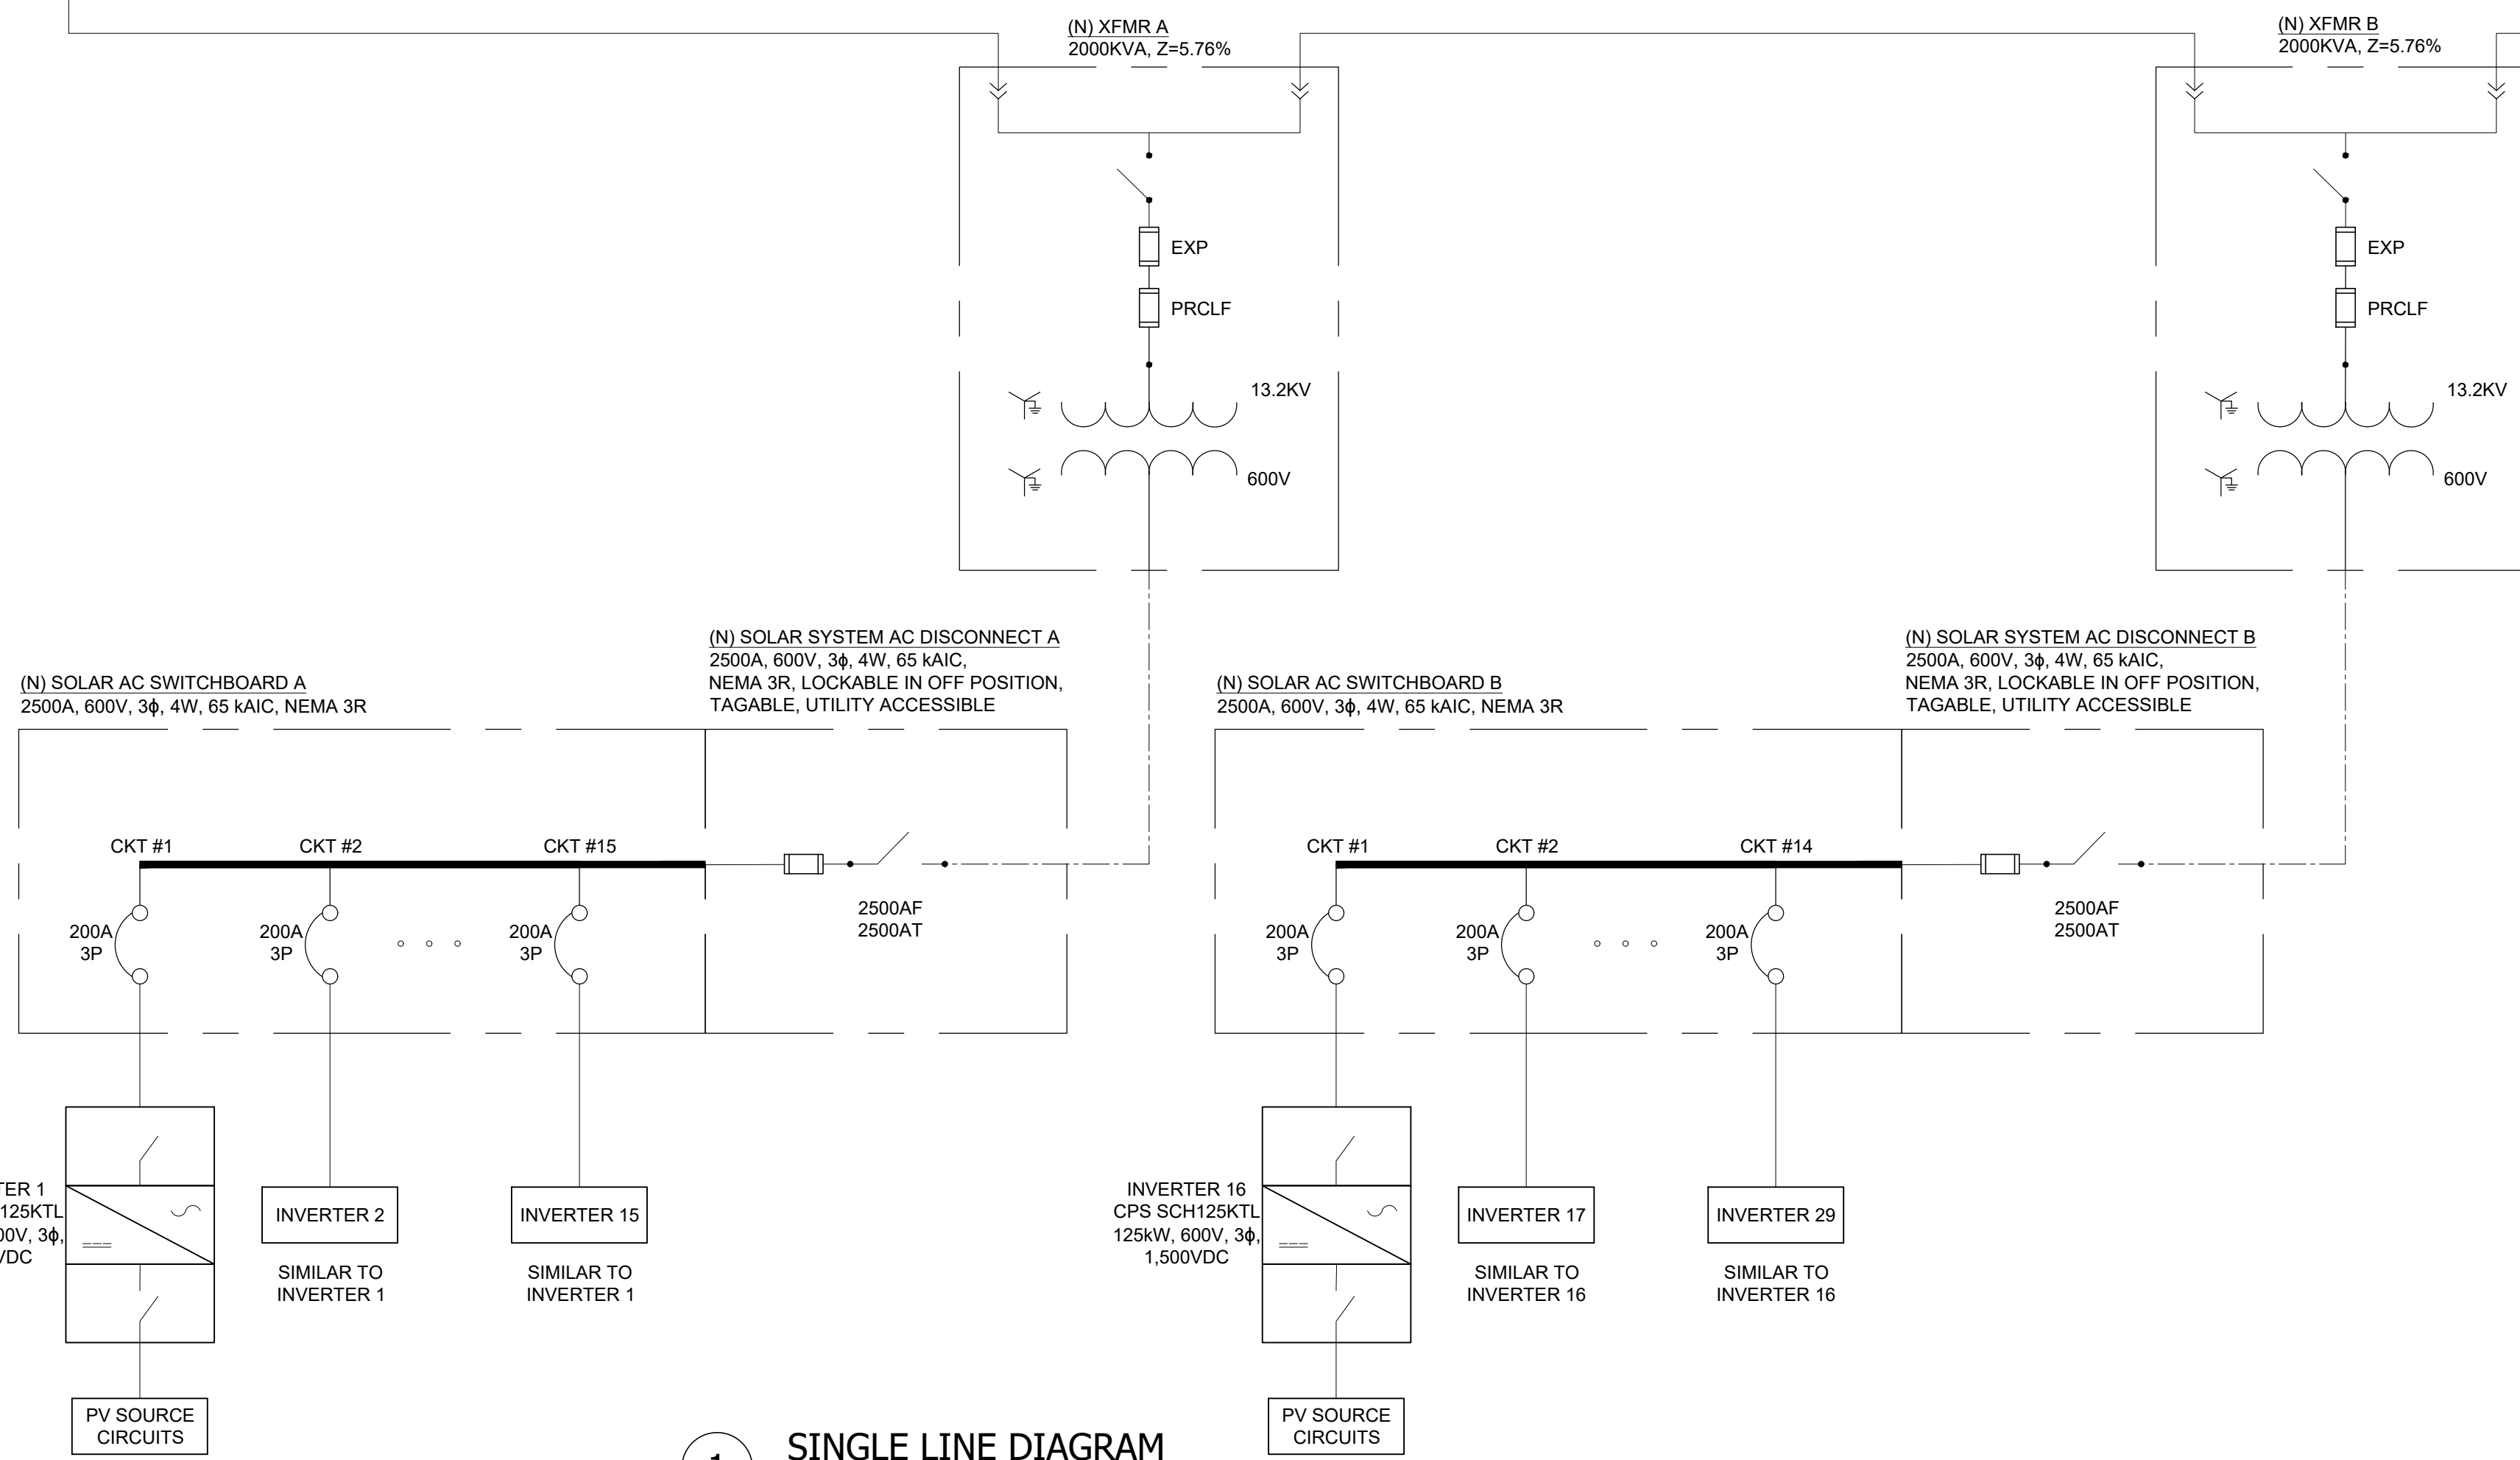 (N) XFMR A
2000KVA, Z=5.76%
(N) XFMR B
2000KVA, Z=5.76%
EXP
PRCLF
13.2KV
600V
EXP
PRCLF
13.2KV
600V
(N) SOLAR AC SWITCHBOARD A
2500A, 600V, 3ϕ, 4W, 65 kAIC, NEMA 3R
(N) SOLAR SYSTEM AC DISCONNECT A
2500A, 600V, 3ϕ, 4W, 65 kAIC,
NEMA 3R, LOCKABLE IN OFF POSITION,
TAGABLE, UTILITY ACCESSIBLE
(N) SOLAR AC SWITCHBOARD B
2500A, 600V, 3ϕ, 4W, 65 kAIC, NEMA 3R
(N) SOLAR SYSTEM AC DISCONNECT B
2500A, 600V, 3ϕ, 4W, 65 kAIC,
NEMA 3R, LOCKABLE IN OFF POSITION,
TAGABLE, UTILITY ACCESSIBLE
CKT #1
CKT #2
CKT #15
200A
3P
200A
3P
200A
3P
2500AF
2500AT
CKT #1
CKT #2
CKT #14
200A
3P
200A
3P
200A
3P
2500AF
2500AT
TER 1
125KTL
00V, 3ϕ,
VDC
INVERTER 2
SIMILAR TO
INVERTER 1
INVERTER 15
SIMILAR TO
INVERTER 1
INVERTER 16
CPS SCH125KTL
125kW, 600V, 3ϕ,
1,500VDC
INVERTER 17
SIMILAR TO
INVERTER 16
INVERTER 29
SIMILAR TO
INVERTER 16
PV SOURCE
CIRCUITS
PV SOURCE
CIRCUITS
1
SINGLE LINE DIAGRAM